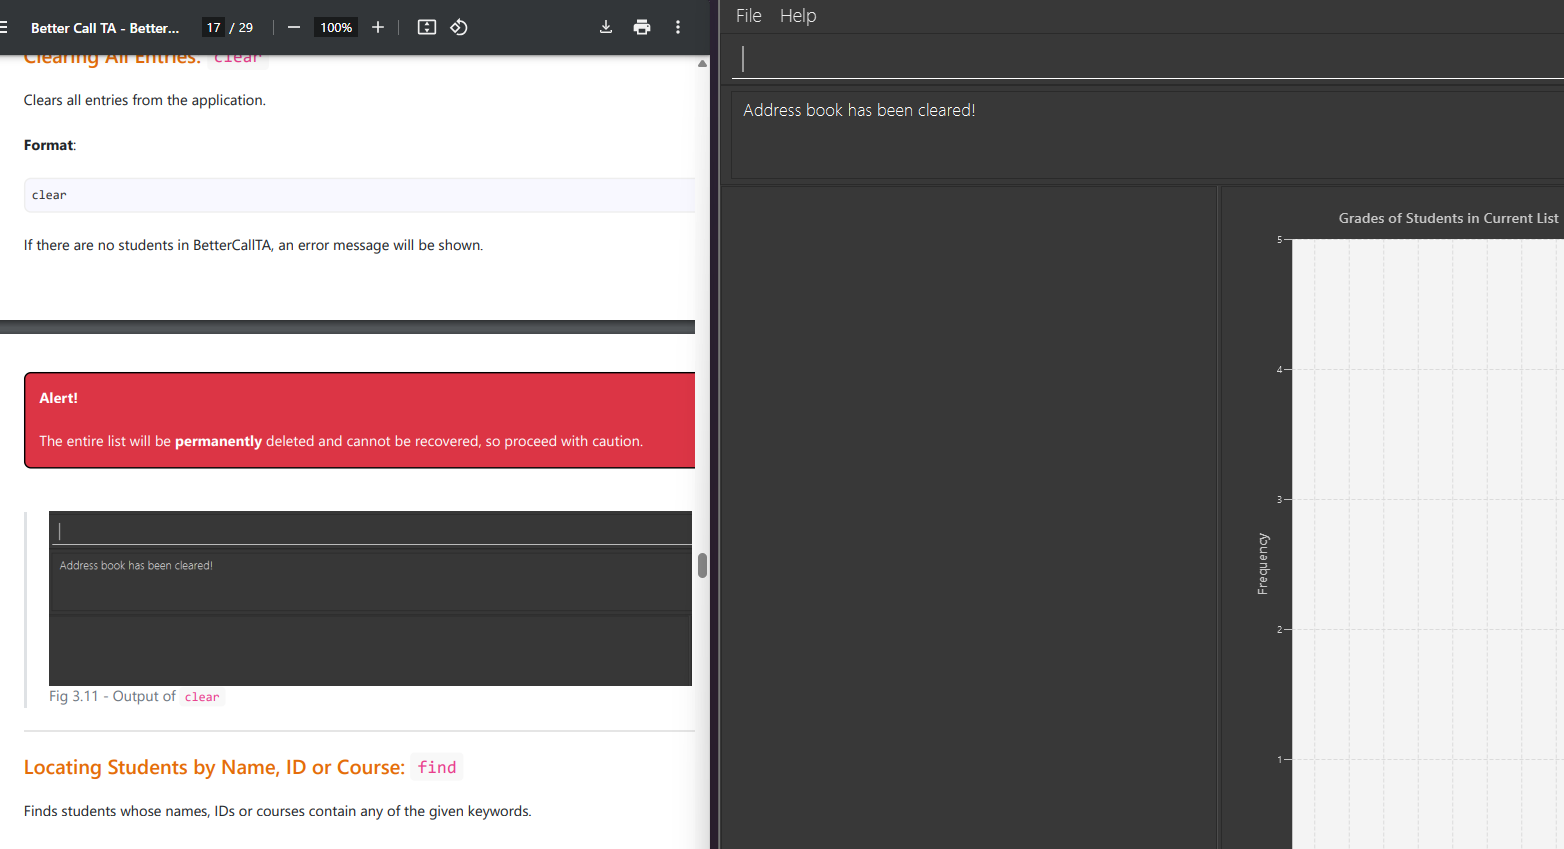 Better Call TA - Better...
17 / 29
100%
Clearing All Entries: clear
Clears all entries from the application.
Format:
clear
If there are no students in BetterCallTA, an error message will be shown.
Alert!
The entire list will be permanently deleted and cannot be recovered, so proceed with caution.
Address book has been cleared!
Fig 3.11 - Output of clear
Locating Students by Name, ID or Course: find
Finds students whose names, IDs or courses contain any of the given keywords.
File Help
Address book has been cleared!
Grades of Students in Current List
5
4
3
Frequency
2
1